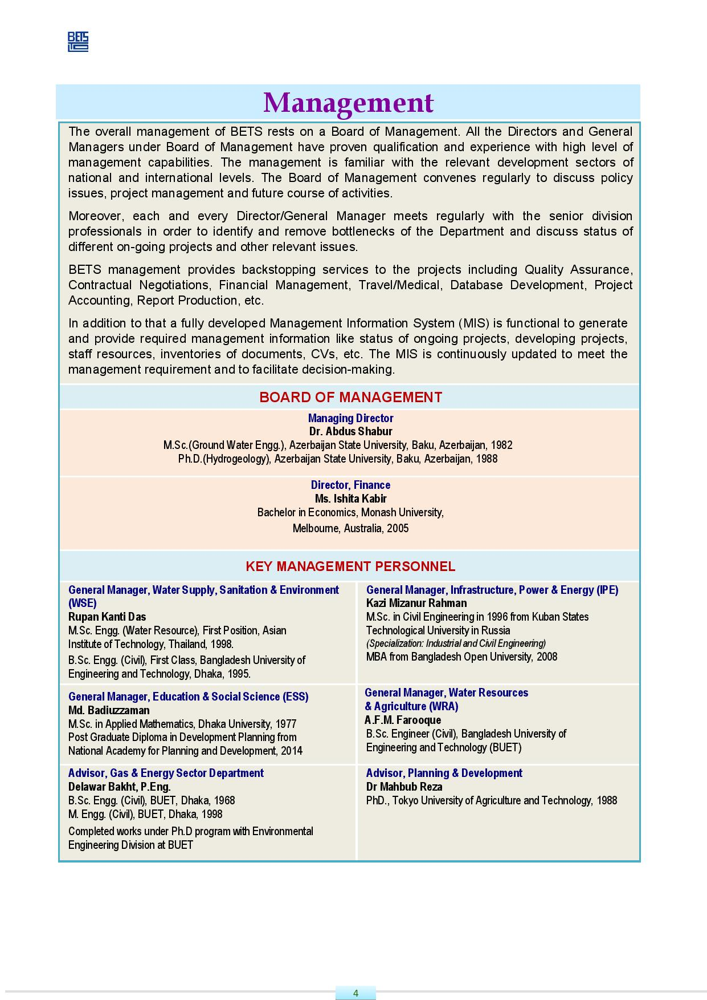 BETS
LTD
Management
The overall management of BETS rests on a Board of Management. All the Directors and General
Managers under Board of Management have proven qualification and experience with high level of
management capabilities. The management is familiar with the relevant development sectors of
national and international levels. The Board of Management convenes regularly to discuss policy
issues, project management and future course of activities.
Moreover, each and every Director/General Manager meets regularly with the senior division
professionals in order to identify and remove bottlenecks of the Department and discuss status of
different on-going projects and other relevant issues.
BETS management provides backstopping services to the projects including Quality Assurance,
Contractual Negotiations, Financial Management, Travel/Medical, Database Development, Project
Accounting, Report Production, etc.
In addition to that a fully developed Management Information System (MIS) is functional to generate
and provide required management information like status of ongoing projects, developing projects,
staff resources, inventories of documents, CVs, etc. The MIS is continuously updated to meet the
management requirement and to facilitate decision-making.
BOARD OF MANAGEMENT
Managing Director
Dr. Abdus Shabur
M.Sc.(Ground Water Engg.), Azerbaijan State University, Baku, Azerbaijan, 1982
Ph.D.(Hydrogeology), Azerbaijan State University, Baku, Azerbaijan, 1988
Director, Finance
Ms. Ishita Kabir
Bachelor in Economics, Monash University,
Melbourne, Australia, 2005
KEY MANAGEMENT PERSONNEL
General Manager, Water Supply, Sanitation & Environment
(WSE)
Rupan Kanti Das
M.Sc. Engg. (Water Resource), First Position, Asian
Institute of Technology, Thailand, 1998.
B.Sc. Engg. (Civil), First Class, Bangladesh University of
Engineering and Technology, Dhaka, 1995.
General Manager, Infrastructure, Power & Energy (IPE)
Kazi Mizanur Rahman
M.Sc. in Civil Engineering in 1996 from Kuban States
Technological University in Russia
(Specialization: Industrial and Civil Engineering)
MBA from Bangladesh Open University, 2008
General Manager, Education & Social Science (ESS)
Md. Badiuzzaman
M.Sc. in Applied Mathematics, Dhaka University, 1977
Post Graduate Diploma in Development Planning from
National Academy for Planning and Development, 2014
General Manager, Water Resources
& Agriculture (WRA)
A.F.M. Farooque
B.Sc. Engineer (Civil), Bangladesh University of
Engineering and Technology (BUET)
Advisor, Gas & Energy Sector Department
Delawar Bakht, P.Eng.
B.Sc. Engg. (Civil), BUET, Dhaka, 1968
M. Engg. (Civil), BUET, Dhaka, 1998
Completed works under Ph.D program with Environmental
Engineering Division at BUET
Advisor, Planning & Development
Dr Mahbub Reza
PhD., Tokyo University of Agriculture and Technology, 1988
4